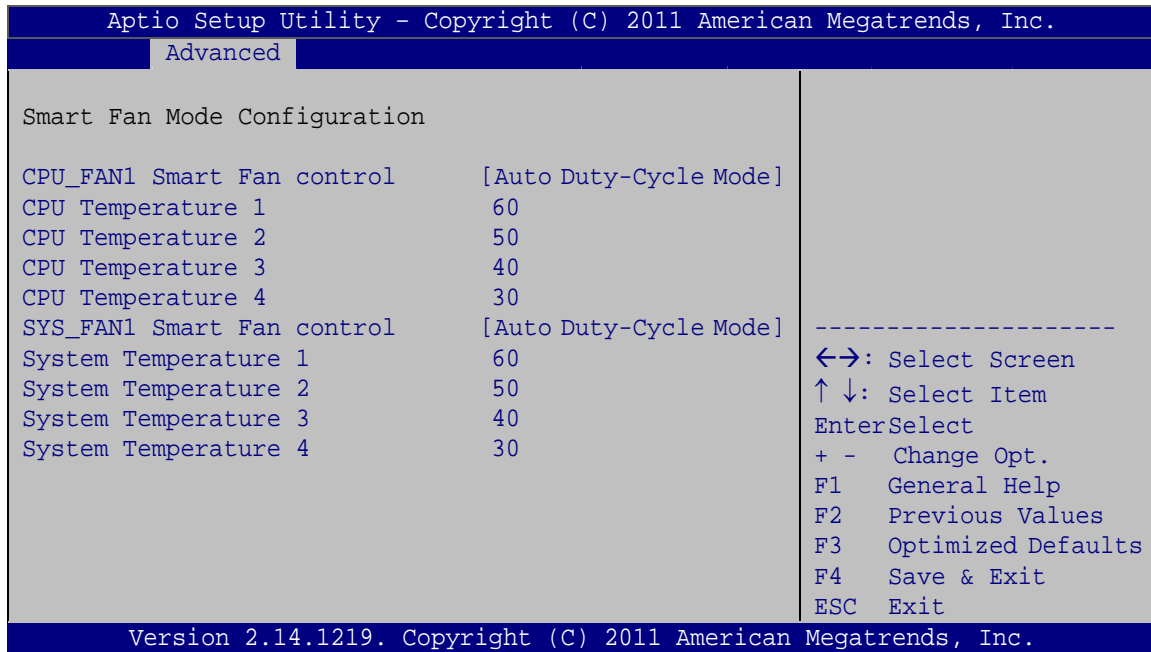 Aptio Setup Utility – Copyright (C) 2011 American Megatrends, Inc.
Advanced
Smart Fan Mode Configuration
CPU_FAN1 Smart Fan control [Auto Duty-Cycle Mode]
CPU Temperature 1 60
CPU Temperature 2 50
CPU Temperature 3 40
CPU Temperature 4 30
SYS_FAN1 Smart Fan control [Auto Duty-Cycle Mode]
System Temperature 1 60
System Temperature 2 50
System Temperature 3 40
System Temperature 4 30
---------------------
←→: Select Screen
↑ ↓: Select Item
EnterSelect
+ - Change Opt.
F1 General Help
F2 Previous Values
F3 Optimized Defaults
F4 Save & Exit
ESC Exit
Version 2.14.1219. Copyright (C) 2011 American Megatrends, Inc.